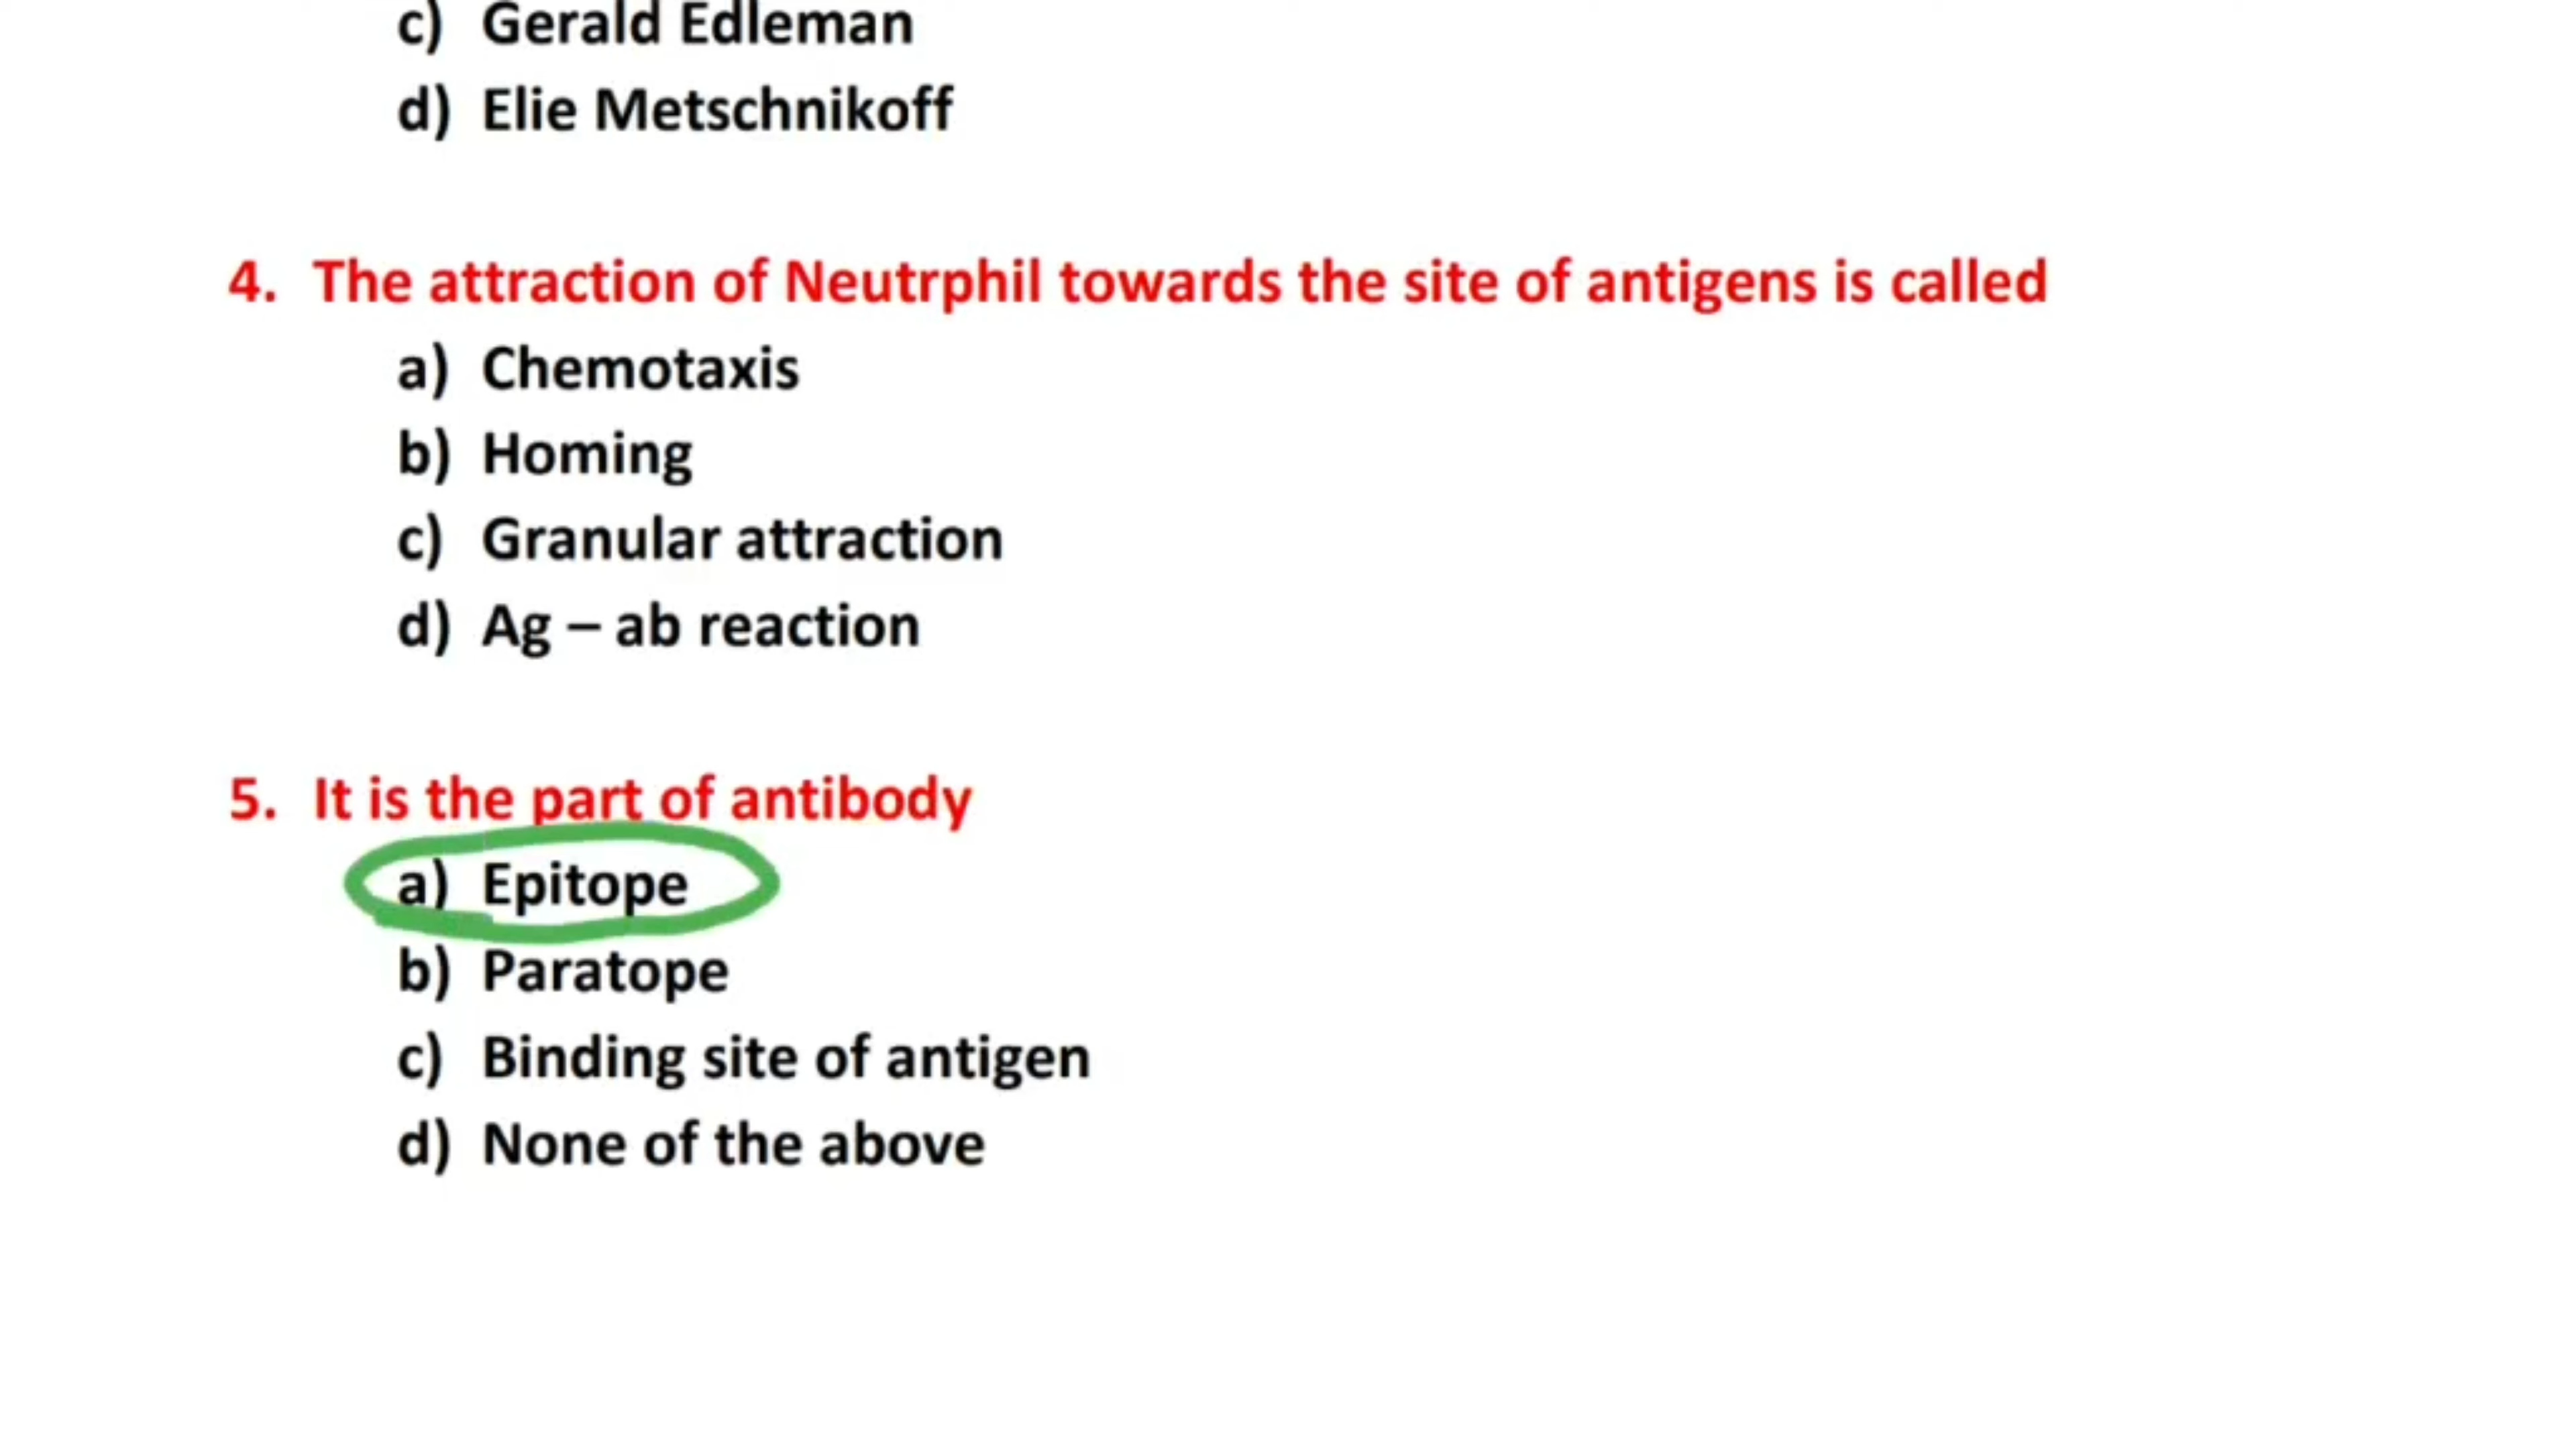 c) Gerald Edleman
d) Elie Metschnikoff
4. The attraction of Neutrphil towards the site of antigens is called
a) Chemotaxis
b) Homing
c) Granular attraction
d) Ag – ab reaction
5. It is the part of antibody
a) Epitope
b) Paratope
c) Binding site of antigen
d) None of the above